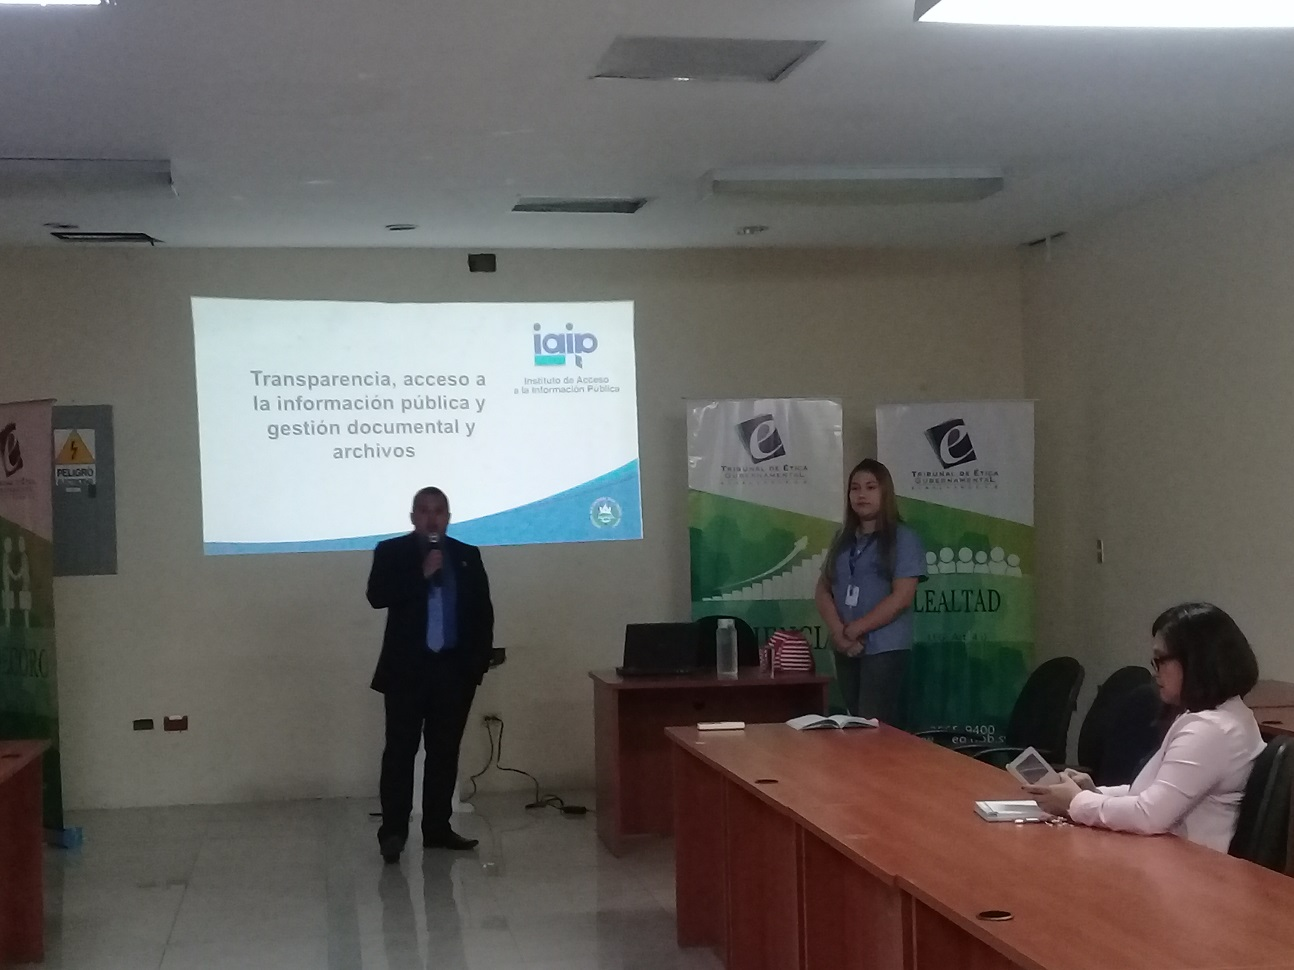 iaip
Instituto de Acceso
a la Información Pública
Transparencia, acceso a
la información pública y
gestión documental y
archivos
PELIGRO
TRIBUNAL DE ÉTICA
GUBERNAMENTAL
TRIBUNAL DE ÉTICA
GUBERNAMENTAL
LEALTAD
9400